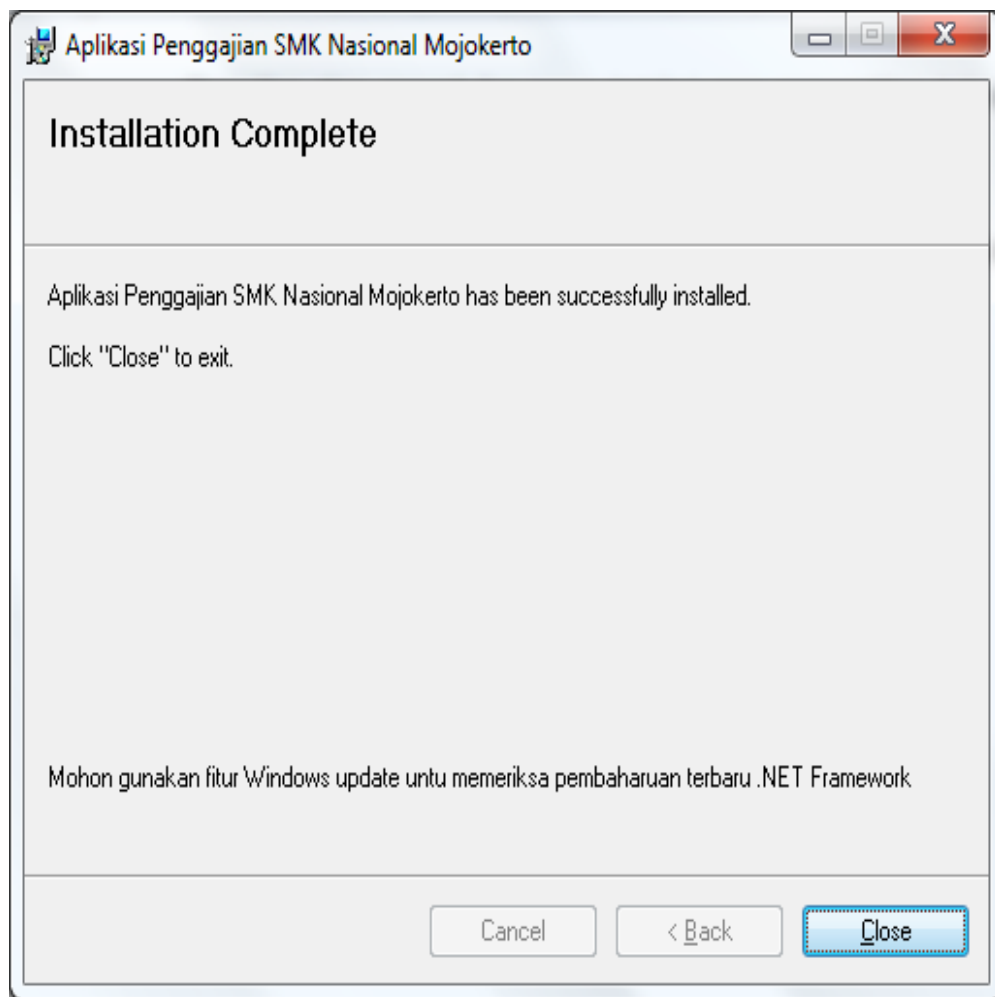 Aplikasi Penggajian SMK Nasional Mojokerto
Installation Complete
Aplikasi Penggajian SMK Nasional Mojokerto has been successfully installed.
Click "Close" to exit.
Mohon gunakan fitur Windows update untu memeriksa pembaharuan terbaru .NET Framework
Cancel
< Back
Close